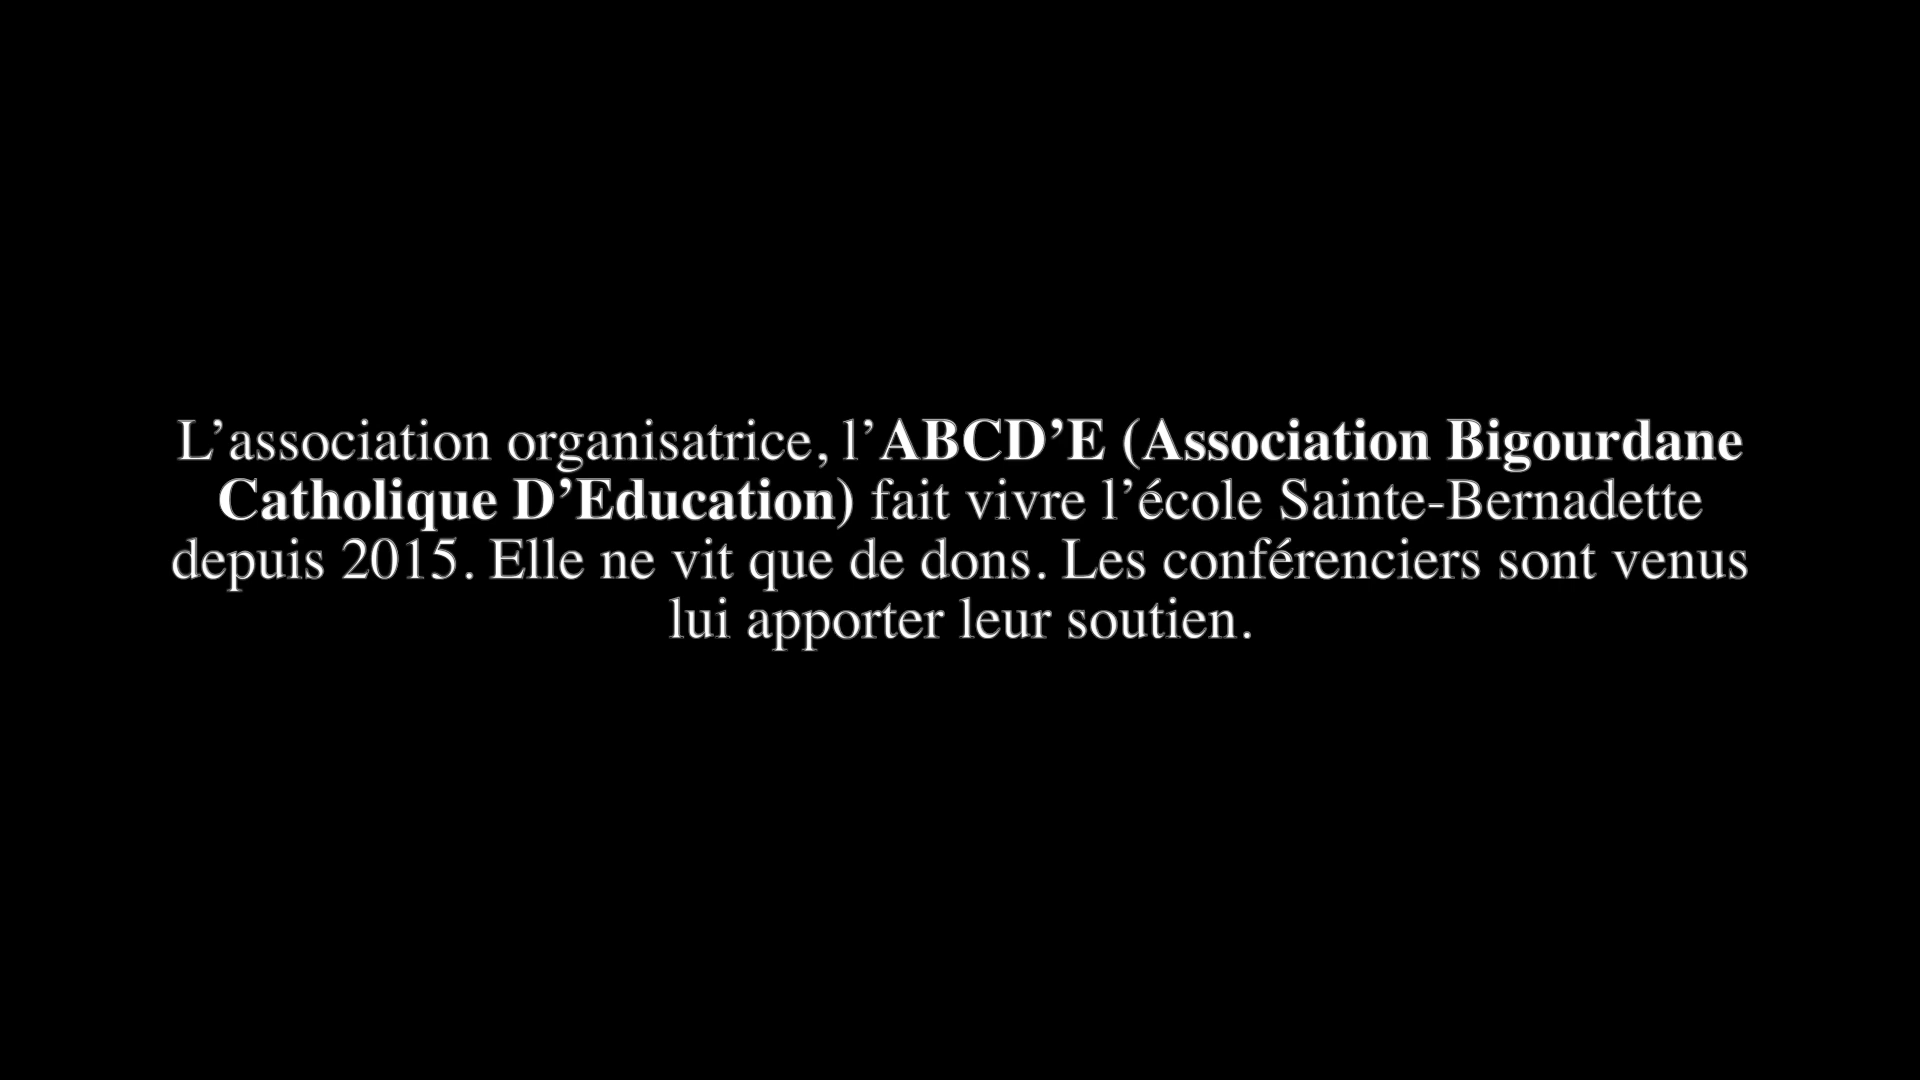 L’association organisatrice, l’ABCD’E (Association Bigourdane
Catholique D’Education) fait vivre l’école Sainte-Bernadette
depuis 2015. Elle ne vit que de dons. Les conférenciers sont venus
lui apporter leur soutien.